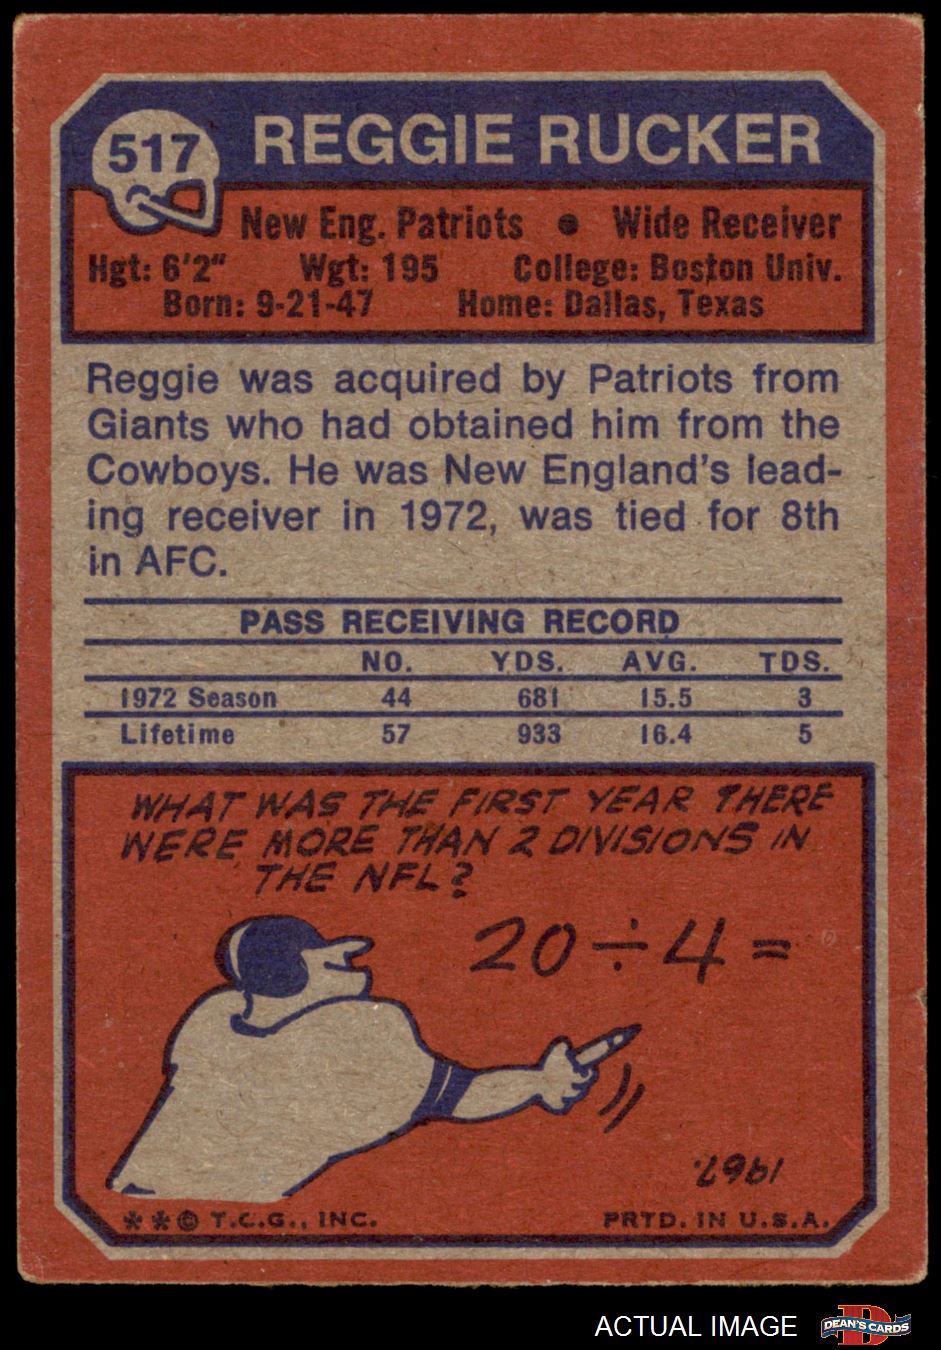 517
REGGIE RUCKER
New Eng. Patriots • Wide Receiver
Hgt: 6'2" Wgt: 195 College: Boston Univ.
Born: 9-21-47 Home: Dallas, Texas
Reggie was acquired by Patriots from
Giants who had obtained him from the
Cowboys. He was New England's lead-
ing receiver in 1972, was tied for 8th
in AFC.
PASS RECEIVING RECORD
NO. YDS. AVG. TDS.
1972 Season 44 681 15.5 3
Lifetime 57 933 16.4 5
WHAT WAS THE FIRST YEAR THERE
WERE MORE THAN 2 DIVISIONS IN
THE NFL?
20 ÷ 4 =
1967.
** © T.C.G., INC. PRTD. IN U.S.A.
ACTUAL IMAGE
DEAN'S CARDS